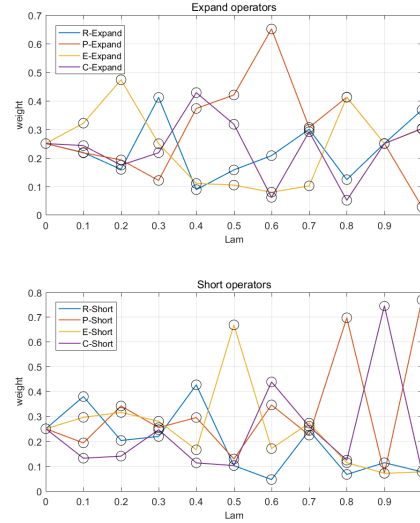 Expand operators
0.7
0.6
0.5
0.4
0.3
0.2
0.1
0
weight
R-Expand
P-Expand
E-Expand
C-Expand
0 0.1 0.2 0.3 0.4 0.5 0.6 0.7 0.8 0.9
Lam
Short operators
0.8
0.7
0.6
0.5
0.4
0.3
0.2
0.1
0
weight
R-Short
P-Short
E-Short
C-Short
0 0.1 0.2 0.3 0.4 0.5 0.6 0.7 0.8 0.9
Lam